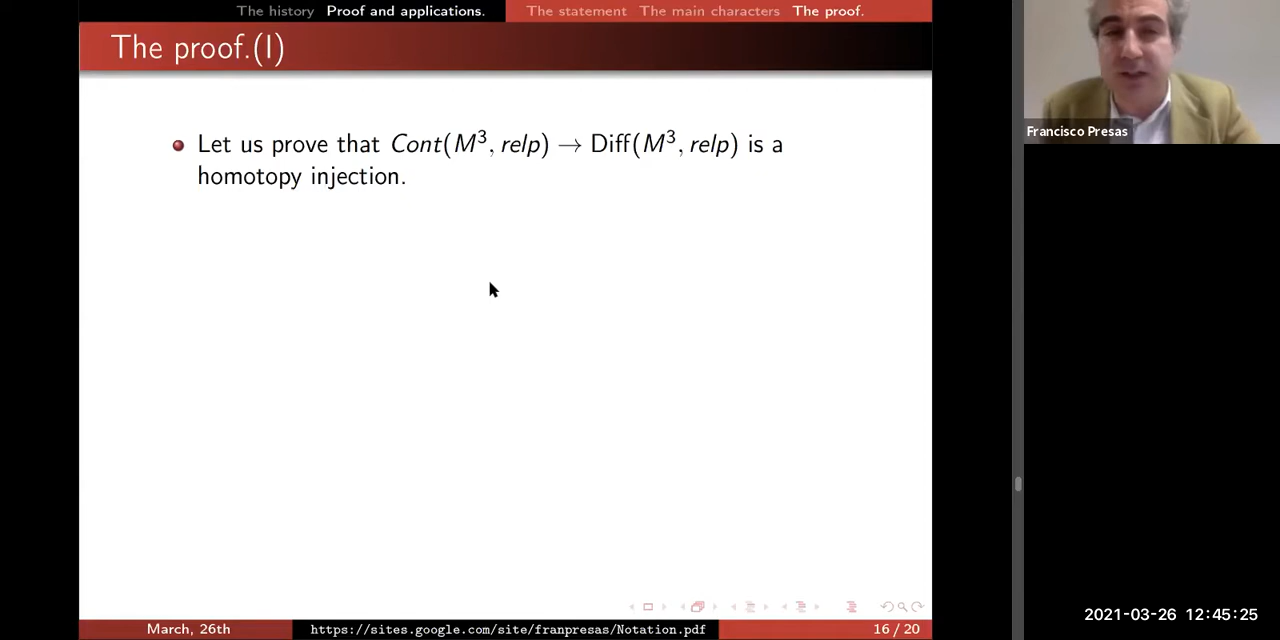 The history Proof and applications. The statement The main characters The proof.
The proof.(I)
Let us prove that Cont(M³, relp) → Diff(M³, relp) is a
homotopy injection.
Francisco Presas
March, 26th https://sites.google.com/site/franpresas/Notation.pdf 16 / 20
2021-03-26 12:45:25